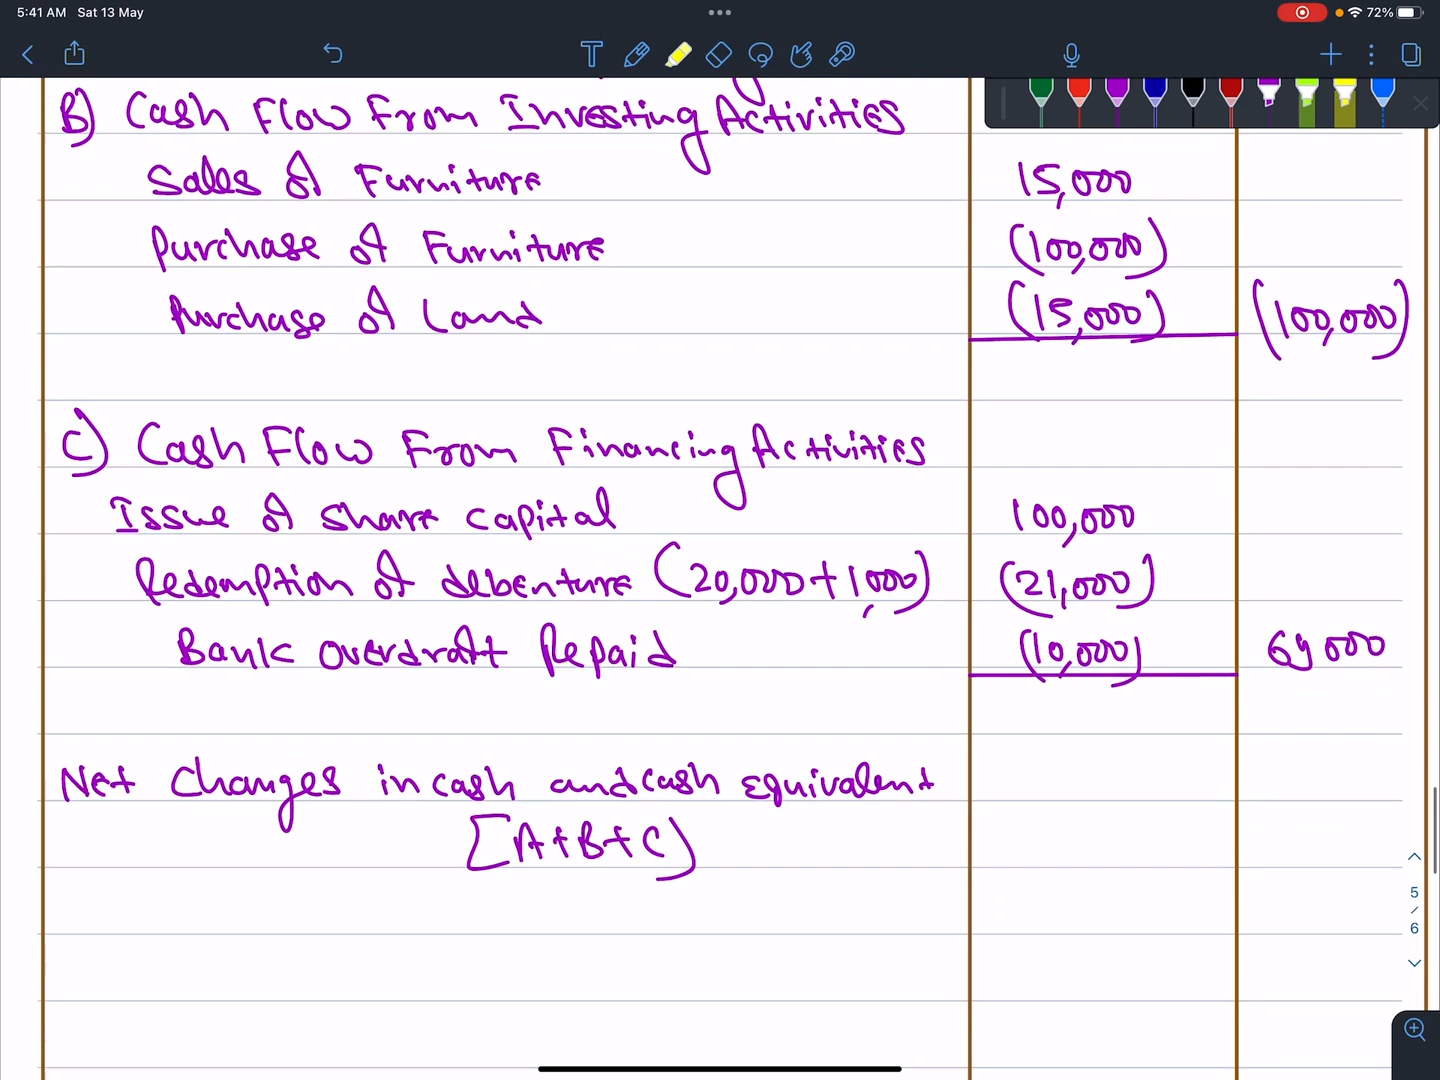 5:41 AM Sat 13 May
72%
B) Cash Flow From Investing Activities
Sales of Furniture 15,000
Purchase of Furniture (100,000)
Purchase of Land (15,000) (100,000)
C) Cash Flow From Financing Activities
Issue of share capital 100,000
Redemption of debenture (20,000+1,000) (21,000)
Bank overdraft Repaid (10,000) 69000
Net Changes in cash and cash equivalent
[A+B+C)
5
/
6